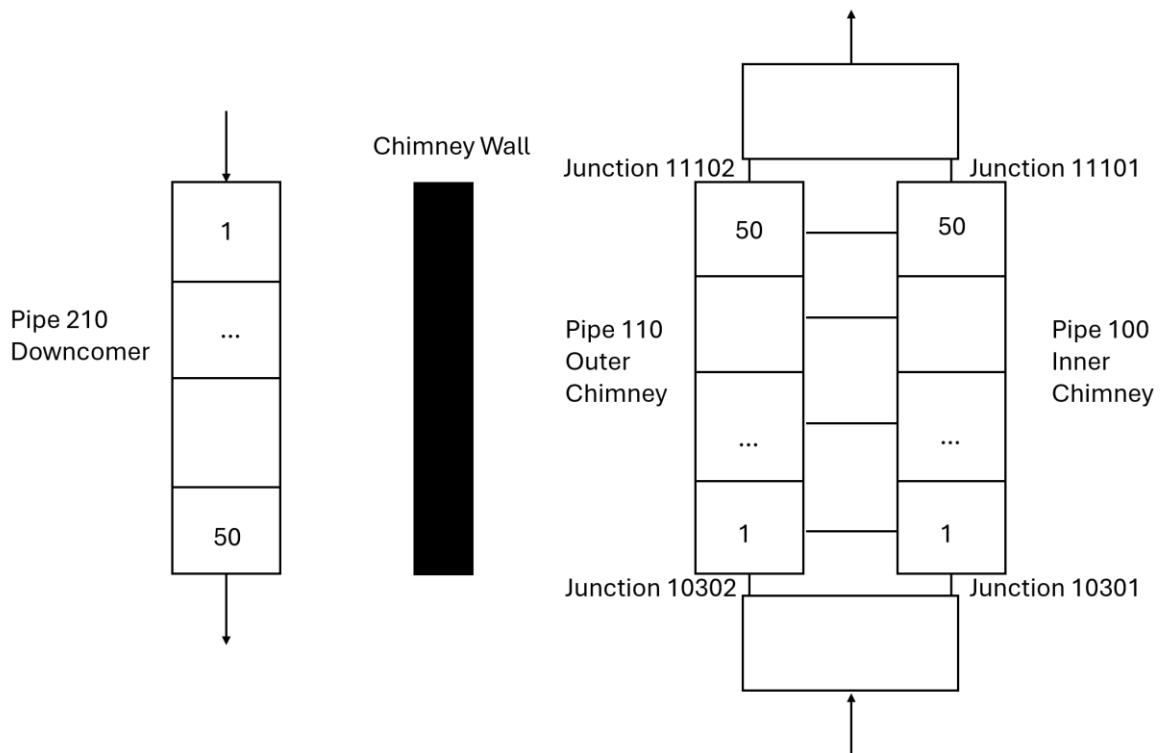 Chimney Wall
Junction 11102
Junction 11101
1
50
50
...
Pipe 210
Downcomer
Pipe 110
Outer
Chimney
Pipe 100
Inner
Chimney
...
...
50
1
1
Junction 10302
Junction 10301